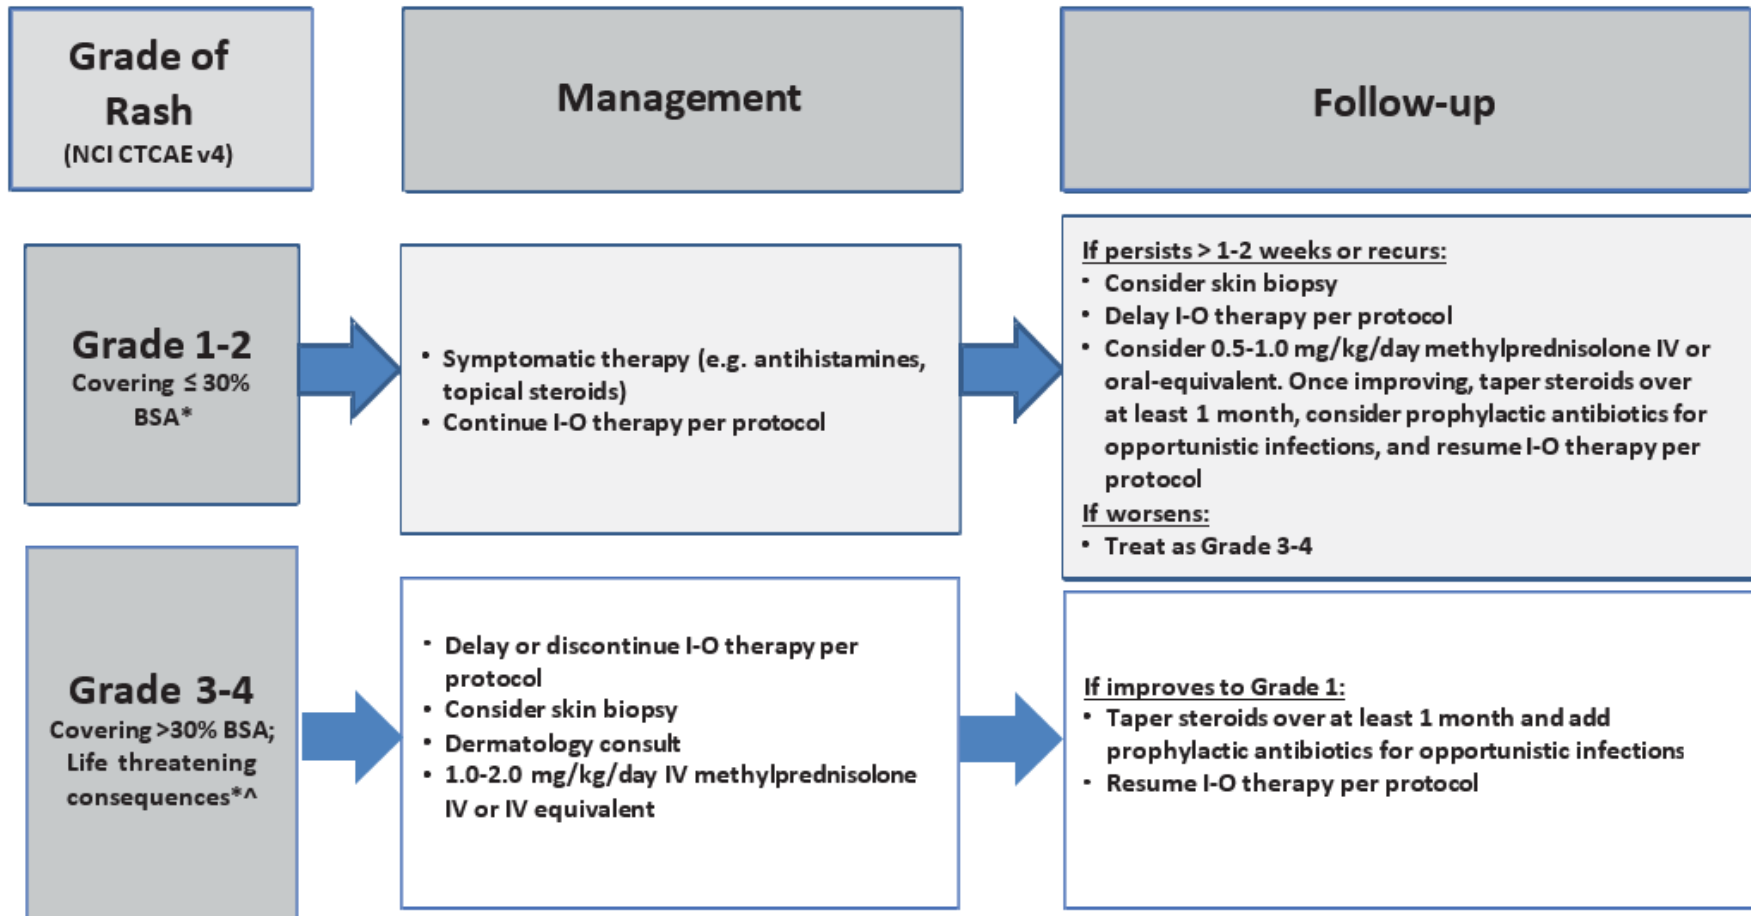 Grade of
Rash
(NCI CTCAE v4)
Management
Follow-up
Grade 1-2
Covering ≤ 30%
BSA*
• Symptomatic therapy (e.g. antihistamines,
topical steroids)
• Continue I-O therapy per protocol
If persists > 1-2 weeks or recurs:
• Consider skin biopsy
• Delay I-O therapy per protocol
• Consider 0.5-1.0 mg/kg/day methylprednisolone IV or
oral-equivalent. Once improving, taper steroids over
at least 1 month, consider prophylactic antibiotics for
opportunistic infections, and resume I-O therapy per
protocol
If worsens:
• Treat as Grade 3-4
Grade 3-4
Covering >30% BSA;
Life threatening
consequences*^
• Delay or discontinue I-O therapy per
protocol
• Consider skin biopsy
• Dermatology consult
• 1.0-2.0 mg/kg/day IV methylprednisolone
IV or IV equivalent
If improves to Grade 1:
• Taper steroids over at least 1 month and add
prophylactic antibiotics for opportunistic infections
• Resume I-O therapy per protocol